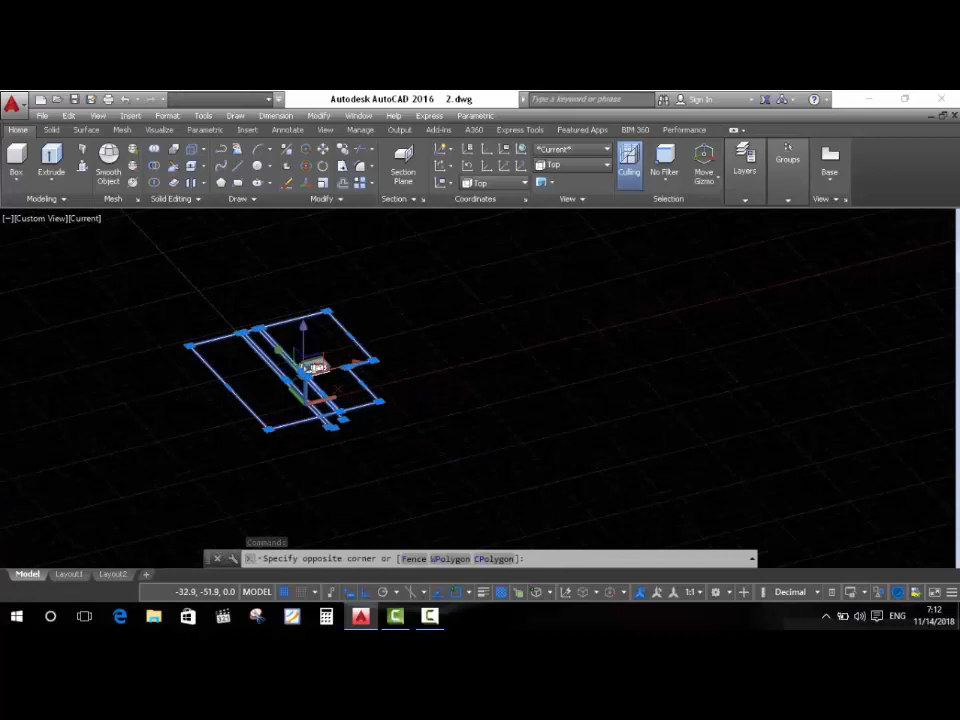 Autodesk AutoCAD 2016 2.dwg
Type a keyword or phrase
Sign In
File Edit View Insert Format Tools Draw Dimension Modify Window Help Express Parametric
Home Solid Surface Mesh Visualize Parametric Insert Annotate View Manage Output Add-ins A360 Express Tools Featured Apps BIM 360 Performance
*Current*
Top
Top
Box Extrude Smooth Object Section Plane Culling No Filter Move Gizmo Layers Groups Base
Modeling Mesh Solid Editing Draw Modify Section Coordinates View Selection View
[−][Custom View][Current]
Command:
Specify opposite corner or [Fence WPolygon CPolygon]:
Model Layout1 Layout2 +
-32.9, -51.9, 0.0 MODEL 1:1 Decimal
ENG
7:12
11/14/2018